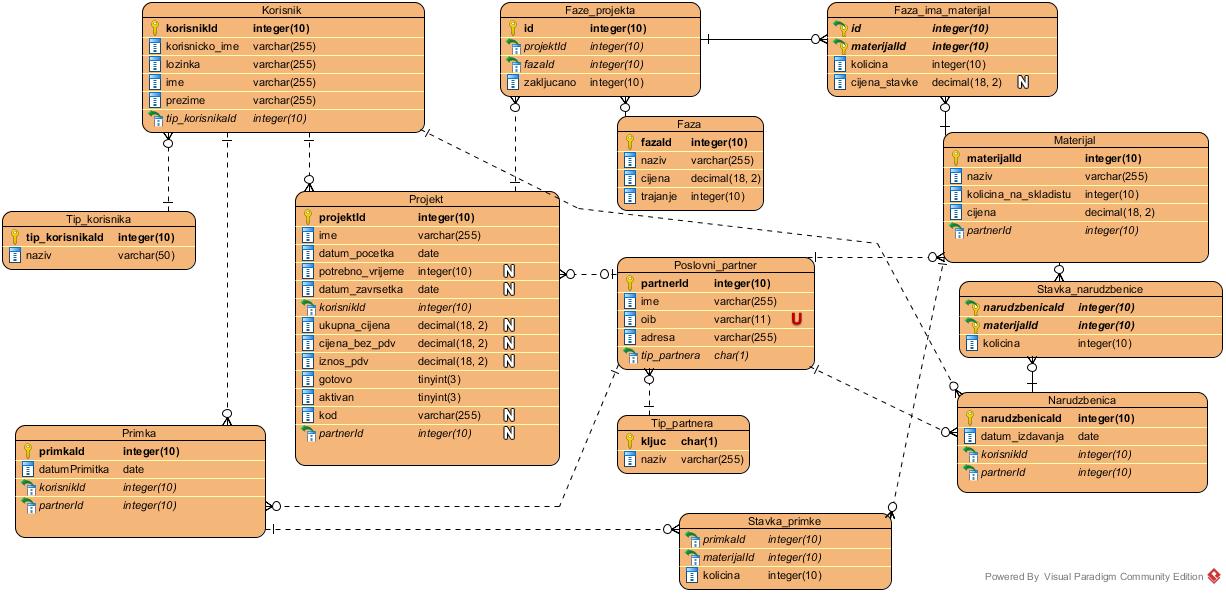 Korisnik
korisnikId integer(10)
korisnicko_ime varchar(255)
lozinka varchar(255)
ime varchar(255)
prezime varchar(255)
tip_korisnikaId integer(10)
Faze_projekta
id integer(10)
projektId integer(10)
fazaId integer(10)
zakljucano integer(10)
Faza_ima_materijal
id integer(10)
materijalId integer(10)
kolicina integer(10)
cijena_stavke decimal(18, 2) N
Faza
fazaId integer(10)
naziv varchar(255)
cijena decimal(18, 2)
trajanje integer(10)
Materijal
materijalId integer(10)
naziv varchar(255)
kolicina_na_skladistu integer(10)
cijena decimal(18, 2)
partnerId integer(10)
Tip_korisnika
tip_korisnikaId integer(10)
naziv varchar(50)
Projekt
projektId integer(10)
ime varchar(255)
datum_pocetka date
potrebno_vrijeme integer(10) N
datum_zavrsetka date N
korisnikId integer(10)
ukupna_cijena decimal(18, 2) N
cijena_bez_pdv decimal(18, 2) N
iznos_pdv decimal(18, 2) N
gotovo tinyint(3)
aktivan tinyint(3)
kod varchar(255) N
partnerId integer(10) N
Poslovni_partner
partnerId integer(10)
ime varchar(255)
oib varchar(11) U
adresa varchar(255)
tip_partnera char(1)
Stavka_narudzbenice
narudzbenicaId integer(10)
materijalId integer(10)
kolicina integer(10)
Tip_partnera
kljuc char(1)
naziv varchar(255)
Narudzbenica
narudzbenicaId integer(10)
datum_izdavanja date
korisnikId integer(10)
partnerId integer(10)
Primka
primkaId integer(10)
datumPrimitka date
korisnikId integer(10)
partnerId integer(10)
Stavka_primke
primkaId integer(10)
materijalId integer(10)
kolicina integer(10)
Powered By Visual Paradigm Community Edition